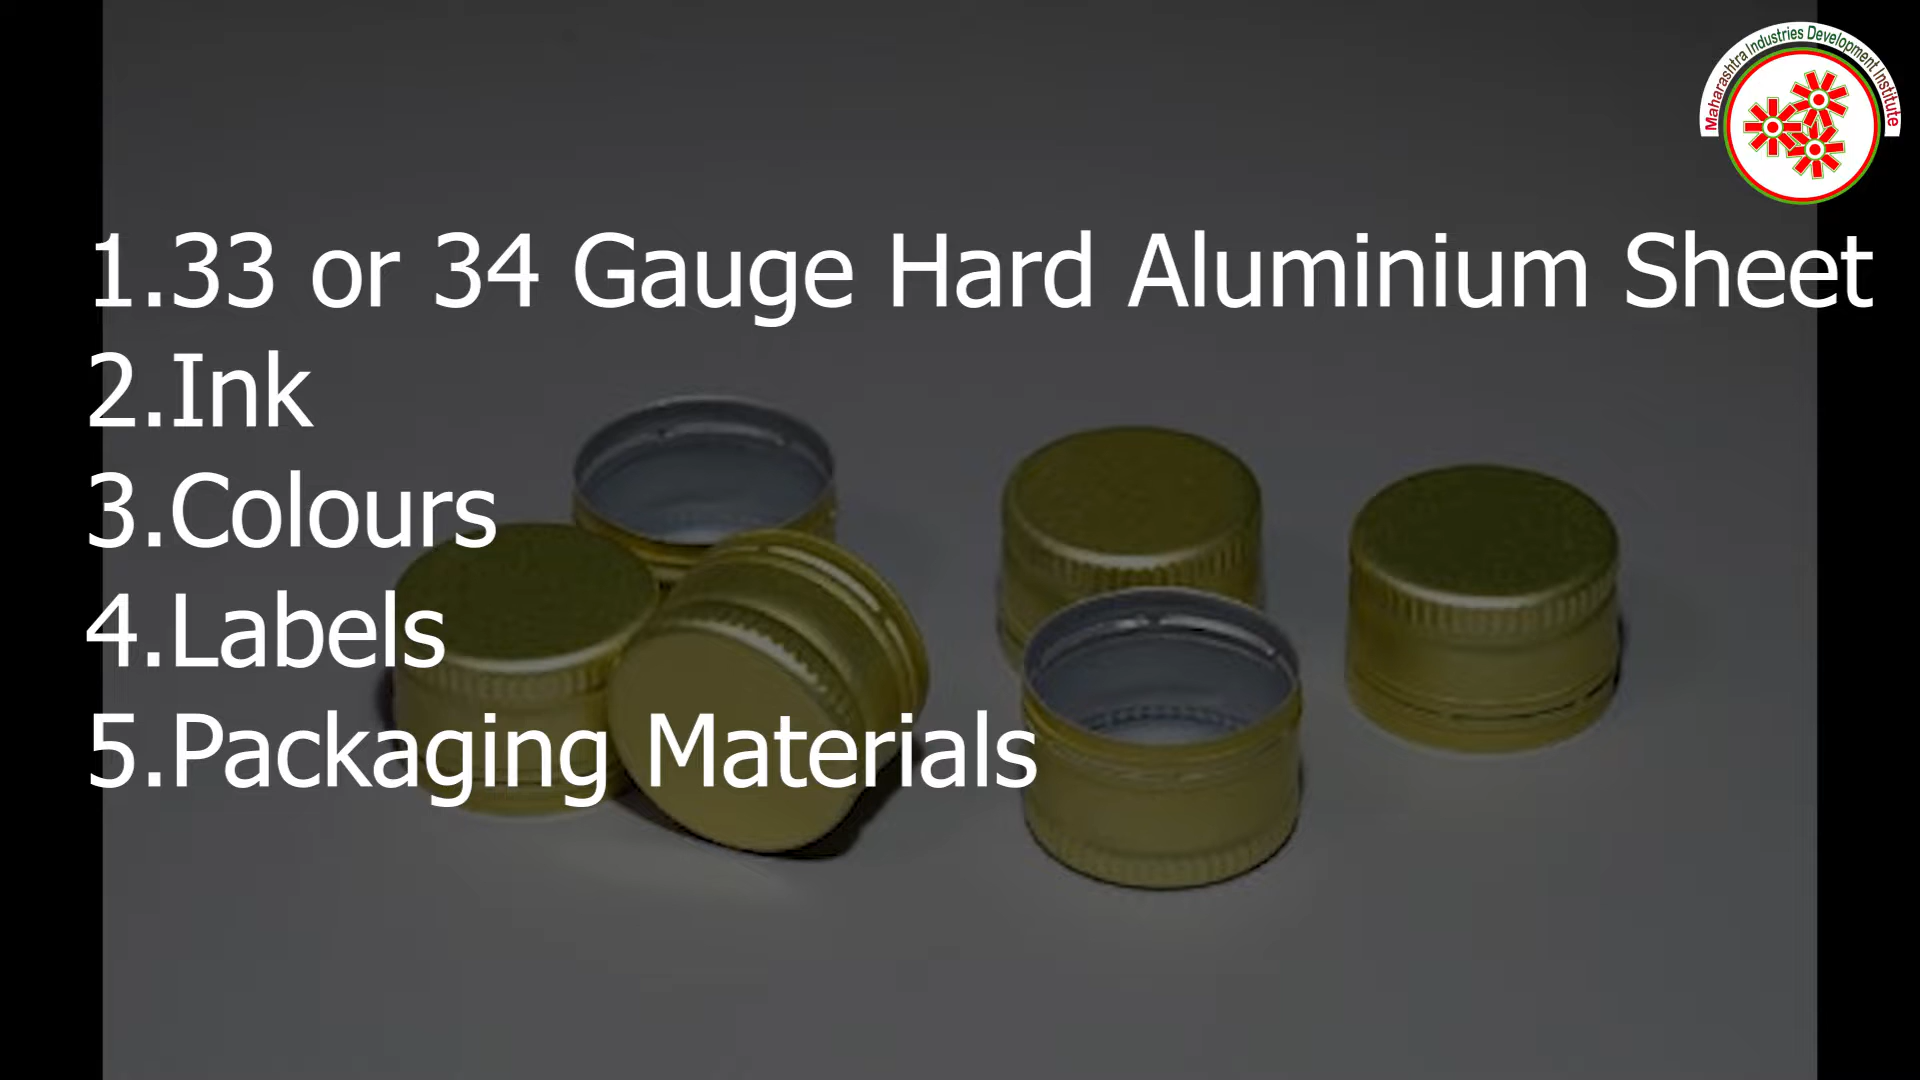 Maharashtra Industries Development Institute
1.33 or 34 Gauge Hard Aluminium Sheet
2.Ink
3.Colours
4.Labels
5.Packaging Materials